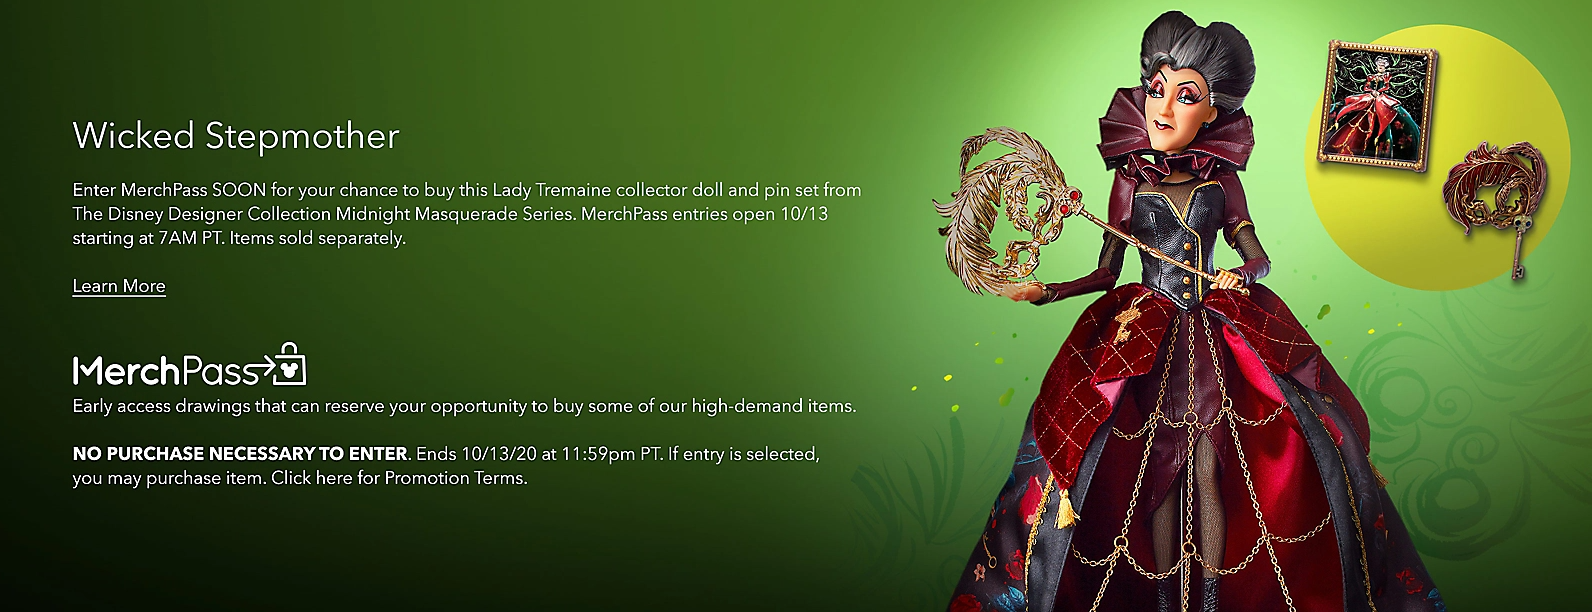 Wicked Stepmother
Enter MerchPass SOON for your chance to buy this Lady Tremaine collector doll and pin set from
The Disney Designer Collection Midnight Masquerade Series. MerchPass entries open 10/13
starting at 7AM PT. Items sold separately.
Learn More
MerchPass
Early access drawings that can reserve your opportunity to buy some of our high-demand items.
NO PURCHASE NECESSARY TO ENTER. Ends 10/13/20 at 11:59pm PT. If entry is selected,
you may purchase item. Click here for Promotion Terms.